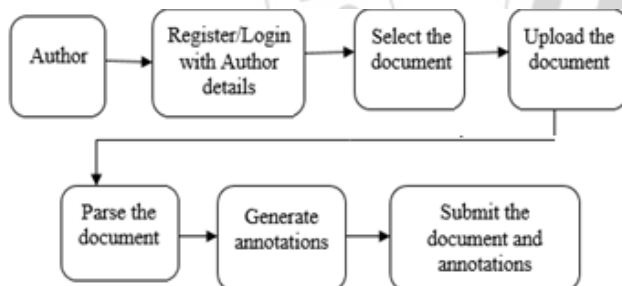 Author
Register/Login
with Author
details
Select the
document
Upload the
document
Parse the
document
Generate
annotations
Submit the
document and
annotations